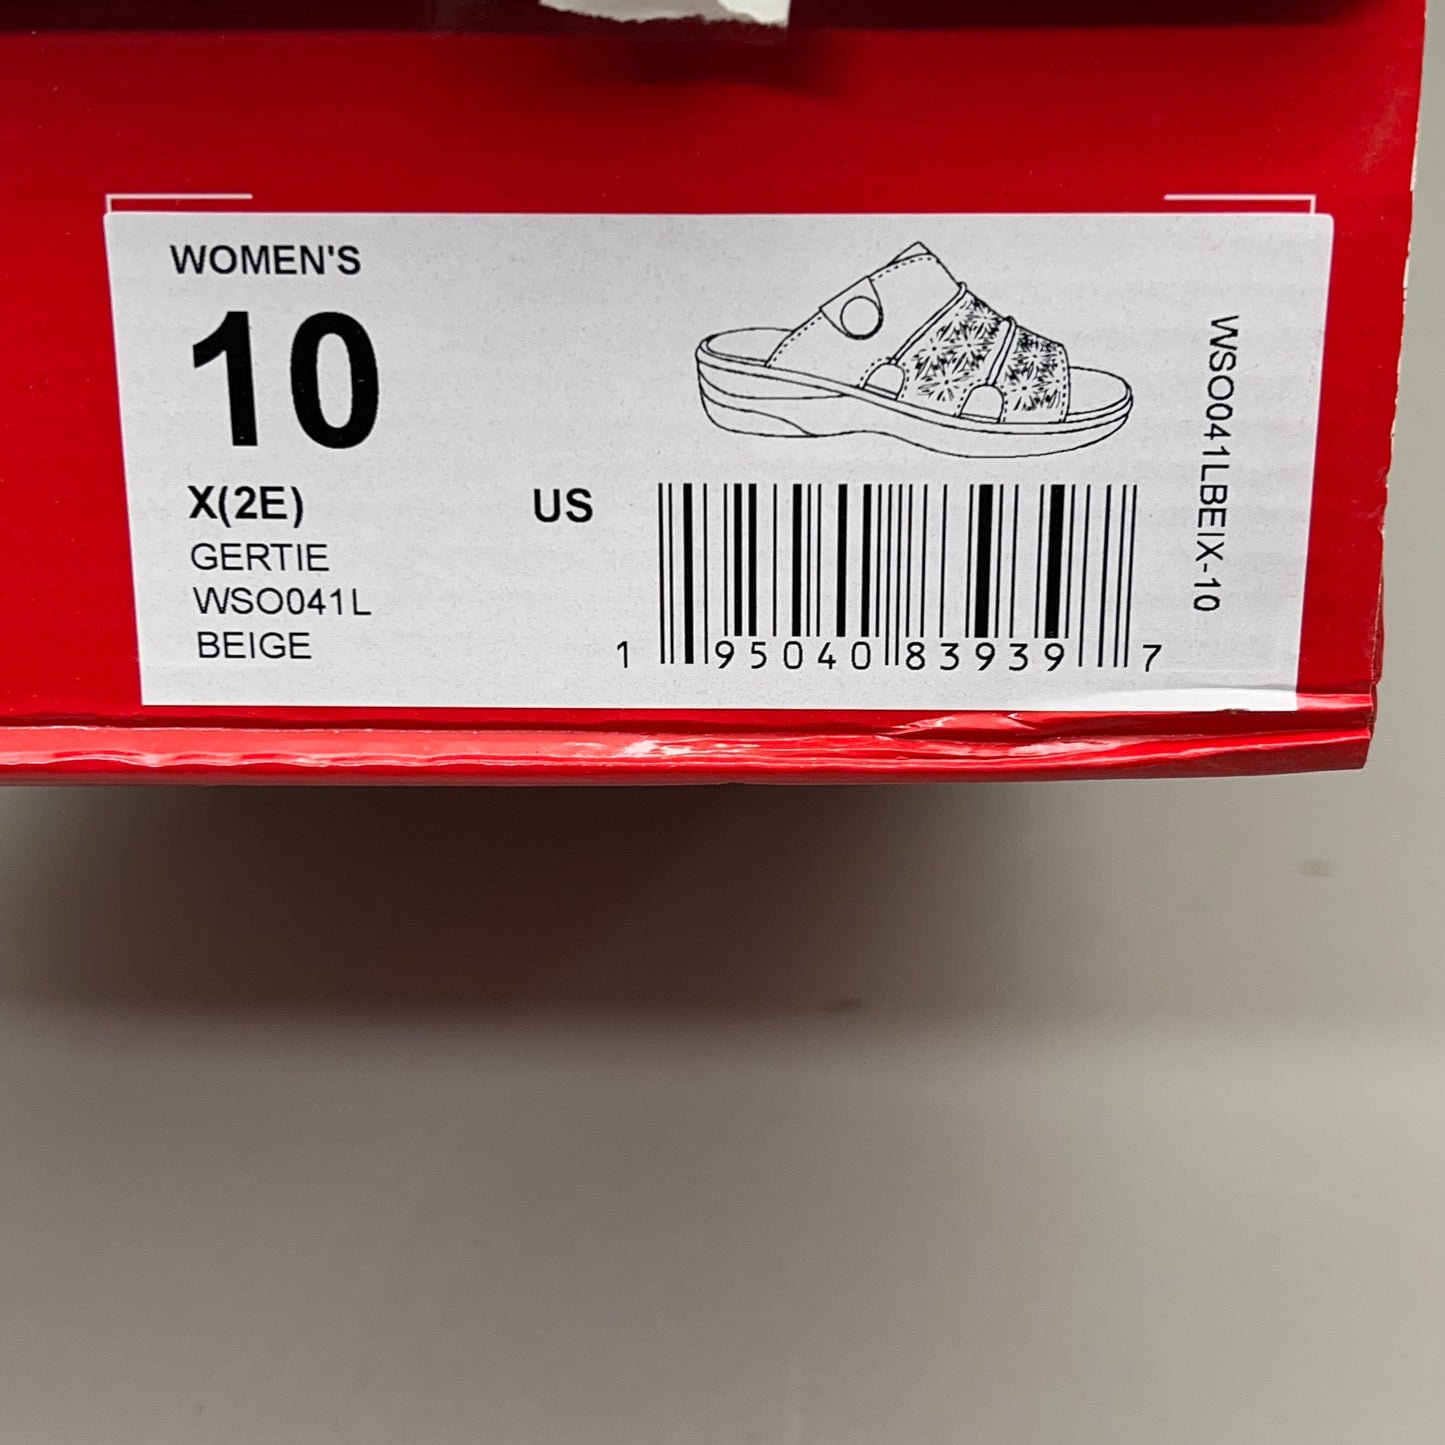 WOMEN'S
10
X(2E)
US
GERTIE
WSO041L
BEIGE
1 95040 83939 7
WSO041LBEIX-10